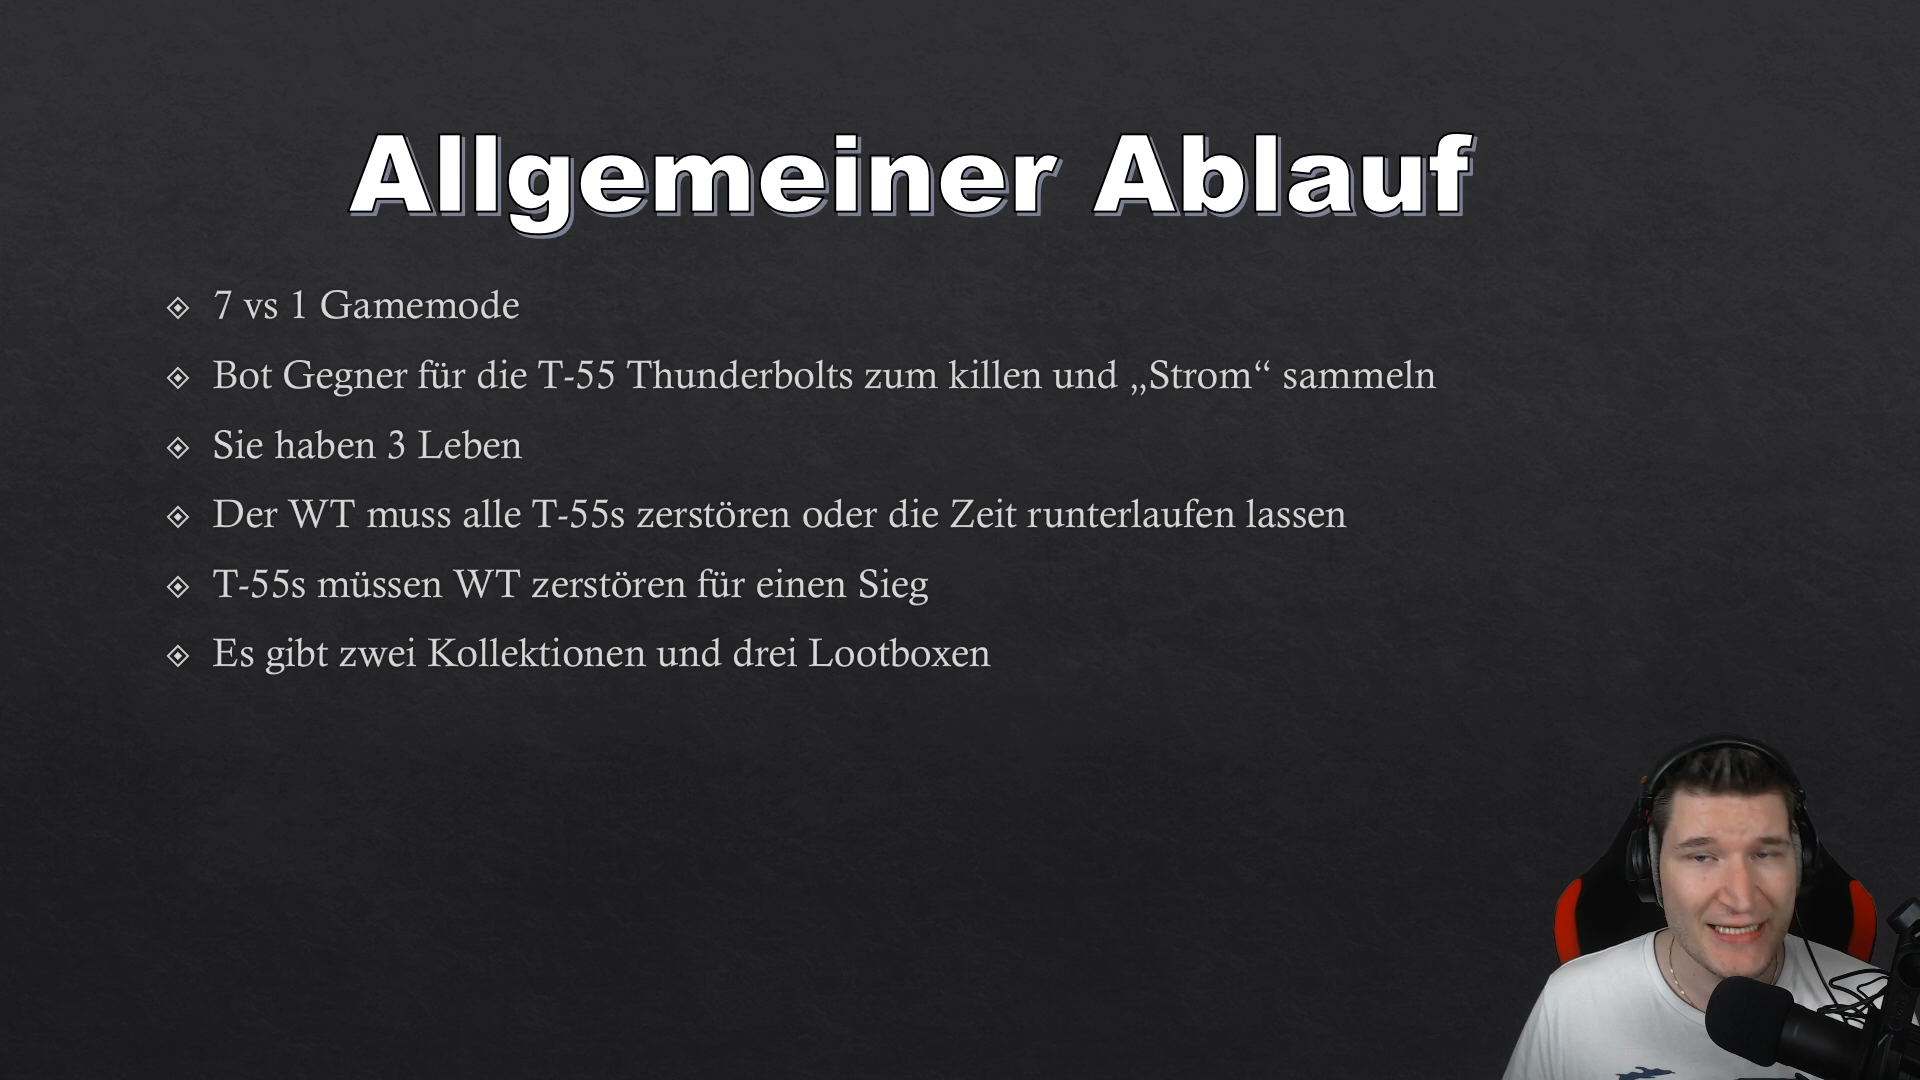 Allgemeiner Ablauf
7 vs 1 Gamemode
Bot Gegner für die T-55 Thunderbolts zum killen und „Strom“ sammeln
Sie haben 3 Leben
Der WT muss alle T-55s zerstören oder die Zeit runterlaufen lassen
T-55s müssen WT zerstören für einen Sieg
Es gibt zwei Kollektionen und drei Lootboxen